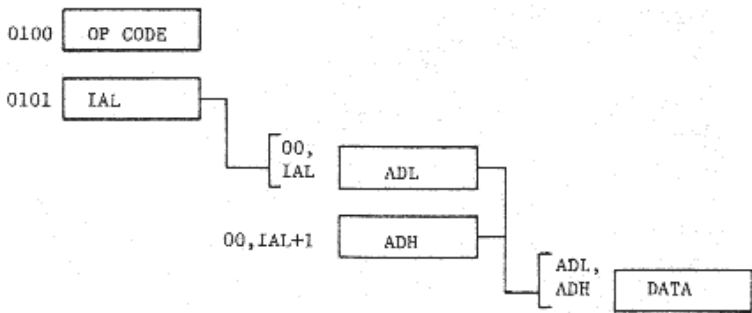 0100 OP CODE
0101 IAL
00,
IAL ADL
00,IAL+1 ADH
ADL,
ADH DATA